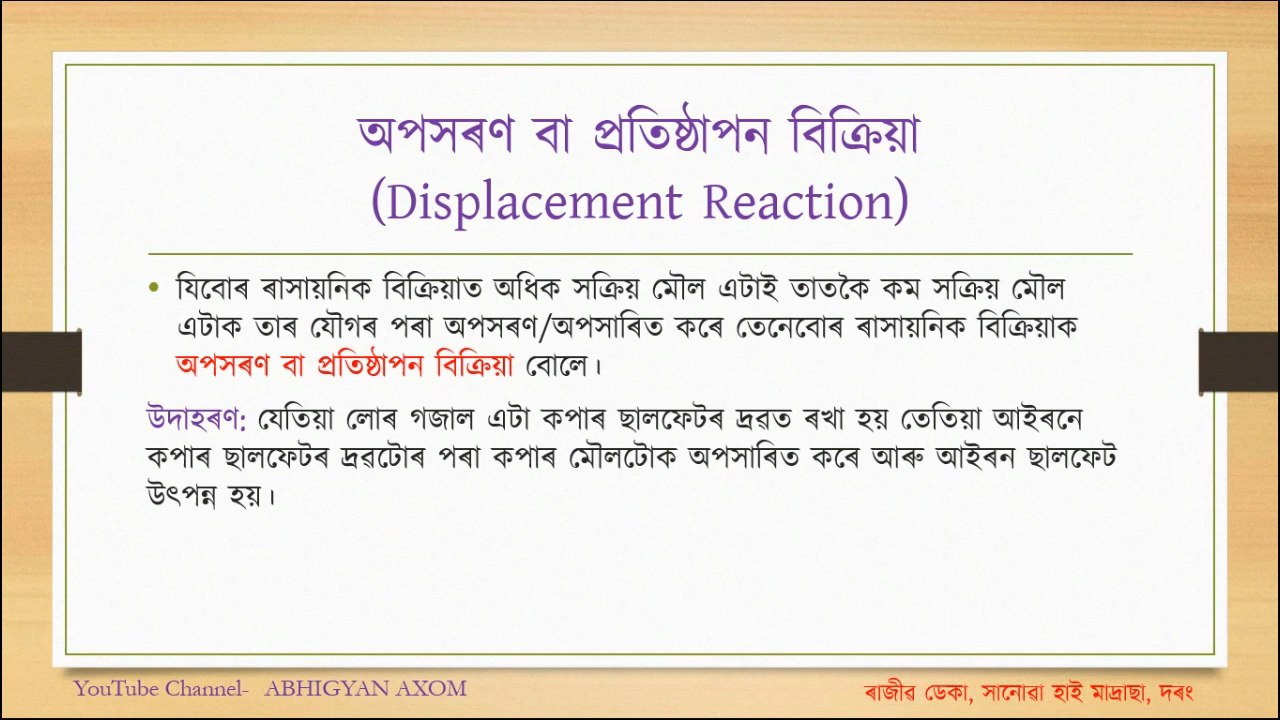 অপসৰণ বা প্ৰতিষ্ঠাপন বিক্ৰিয়া
(Displacement Reaction)
• যিবোৰ ৰাসায়নিক বিক্ৰিয়াত অধিক সক্ৰিয় মৌল এটাই তাতকৈ কম সক্ৰিয় মৌল
এটাক তাৰ যৌগৰ পৰা অপসৰণ/অপসাৰিত কৰে তেনেবোৰ ৰাসায়নিক বিক্ৰিয়াক
অপসৰণ বা প্ৰতিষ্ঠাপন বিক্ৰিয়া বোলে।
উদাহৰণ: যেতিয়া লোৰ গজাল এটা কপাৰ ছালফেটৰ দ্ৰৱত ৰখা হয় তেতিয়া আইৰনে
কপাৰ ছালফেটৰ দ্ৰৱটোৰ পৰা কপাৰ মৌলটোক অপসাৰিত কৰে আৰু আইৰন ছালফেট
উৎপন্ন হয়।
YouTube Channel- ABHIGYAN AXOM
ৰাজীৱ ডেকা, সানোৱা হাই মাদ্ৰাছা, দৰং